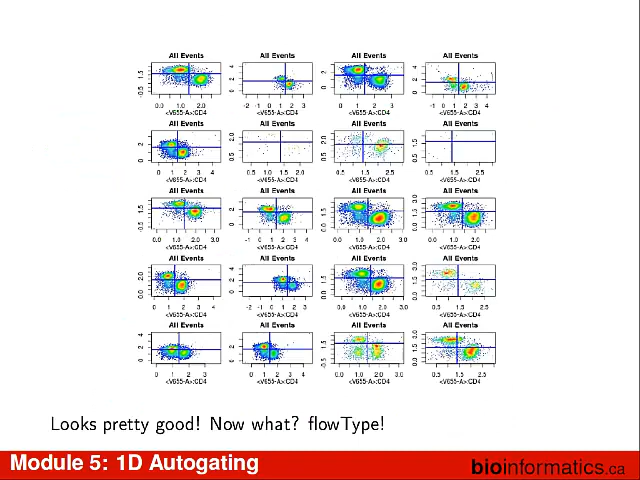 All Events All Events All Events All Events
<V655-A>:CD4 <V655-A>:CD4 <V655-A>:CD4 <V655-A>:CD4
All Events All Events All Events All Events
<V655-A>:CD4 <V655-A>:CD4 <V655-A>:CD4 <V655-A>:CD4
All Events All Events All Events All Events
<V655-A>:CD4 <V655-A>:CD4 <V655-A>:CD4 <V655-A>:CD4
All Events All Events All Events All Events
<V655-A>:CD4 <V655-A>:CD4 <V655-A>:CD4 <V655-A>:CD4
All Events All Events All Events All Events
<V655-A>:CD4 <V655-A>:CD4 <V655-A>:CD4 <V655-A>:CD4
Looks pretty good! Now what? flowType!
Module 5: 1D Autogating
bioinformatics.ca